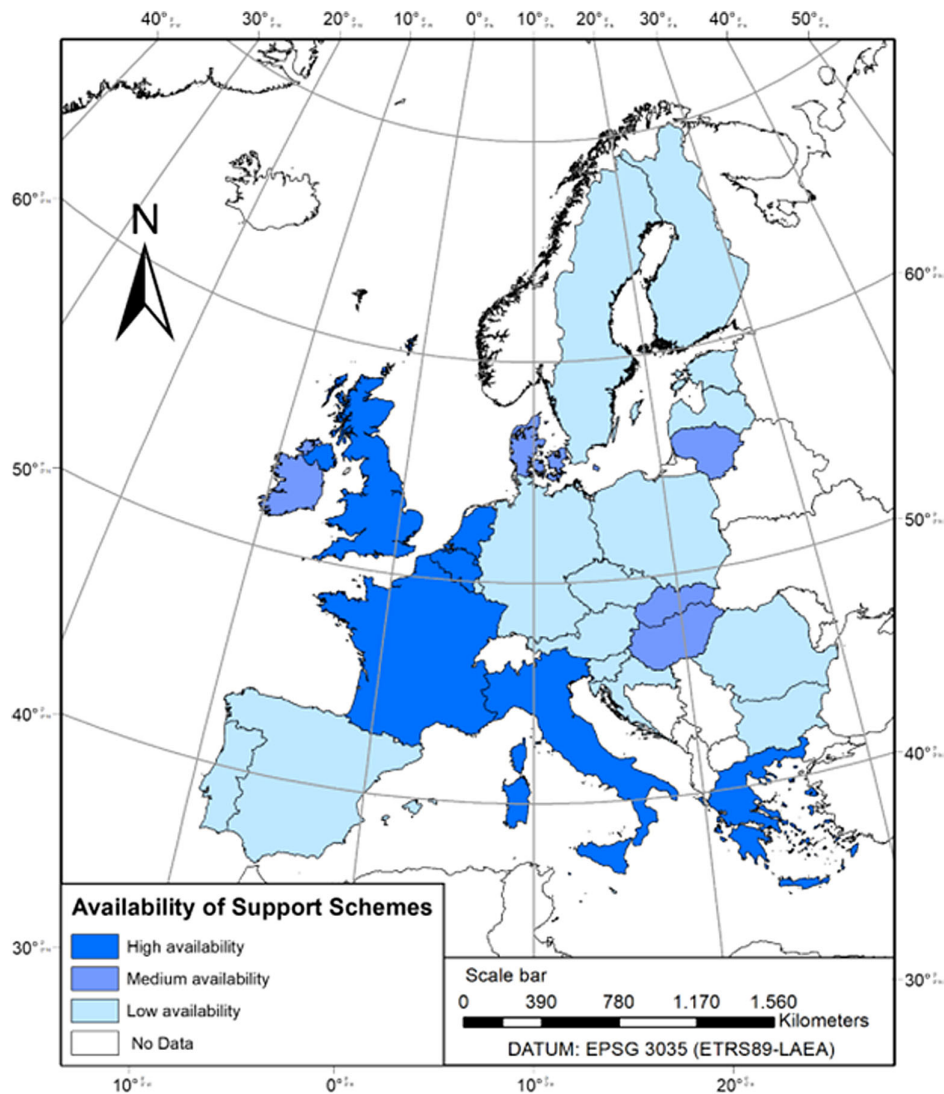 40° 30° 20° 10° 0° 10° 20° 30° 40° 50°
60°
N
60°
50°
50°
40°
40°
30°
30°
Availability of Support Schemes
High availability
Medium availability
Low availability
No Data
Scale bar
0 390 780 1.170 1.560
Kilometers
DATUM: EPSG 3035 (ETRS89-LAEA)
10° 0° 10° 20°